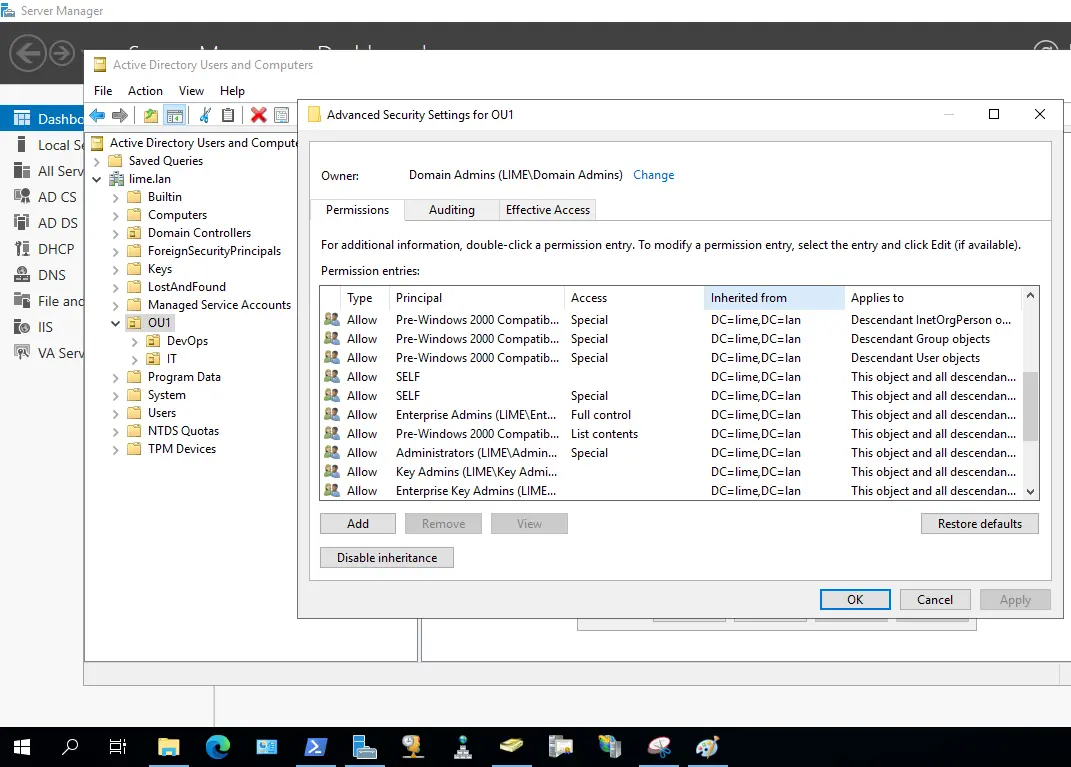 Server Manager
Active Directory Users and Computers
File Action View Help
Dashbo
Local Se
All Serv
AD CS
AD DS
DHCP
DNS
File and
IIS
VA Serv
Active Directory Users and Compute
Saved Queries
lime.lan
Builtin
Computers
Domain Controllers
ForeignSecurityPrincipals
Keys
LostAndFound
Managed Service Accounts
OU1
DevOps
IT
Program Data
System
Users
NTDS Quotas
TPM Devices
Advanced Security Settings for OU1
Owner: Domain Admins (LIME\Domain Admins) Change
Permissions Auditing Effective Access
For additional information, double-click a permission entry. To modify a permission entry, select the entry and click Edit (if available).
Permission entries:
Type Principal Access Inherited from Applies to
Allow Pre-Windows 2000 Compatib... Special DC=lime,DC=lan Descendant InetOrgPerson o...
Allow Pre-Windows 2000 Compatib... Special DC=lime,DC=lan Descendant Group objects
Allow Pre-Windows 2000 Compatib... Special DC=lime,DC=lan Descendant User objects
Allow SELF DC=lime,DC=lan This object and all descendan...
Allow SELF Special DC=lime,DC=lan This object and all descendan...
Allow Enterprise Admins (LIME\Ent... Full control DC=lime,DC=lan This object and all descendan...
Allow Pre-Windows 2000 Compatib... List contents DC=lime,DC=lan This object and all descendan...
Allow Administrators (LIME\Admin... Special DC=lime,DC=lan This object and all descendan...
Allow Key Admins (LIME\Key Admi... DC=lime,DC=lan This object and all descendan...
Allow Enterprise Key Admins (LIME... DC=lime,DC=lan This object and all descendan...
Add Remove View Restore defaults
Disable inheritance
OK Cancel Apply